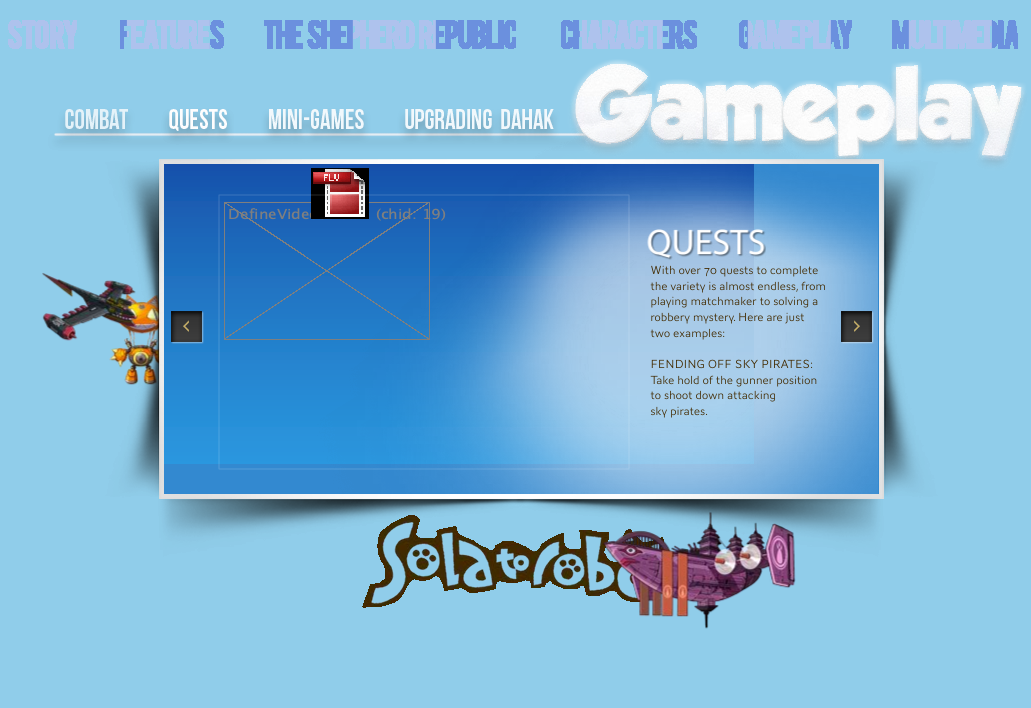 STORY FEATURES THE SHEPHERD REPUBLIC CHARACTERS GAMEPLAY MULTIMEDIA
Gameplay
COMBAT QUESTS MINI-GAMES UPGRADING DAHAK
FLV
DefineVide (chid: 19)
QUESTS
With over 70 quests to complete
the variety is almost endless, from
playing matchmaker to solving a
robbery mystery. Here are just
two examples:
FENDING OFF SKY PIRATES:
Take hold of the gunner position
to shoot down attacking
sky pirates.
Solatorobo